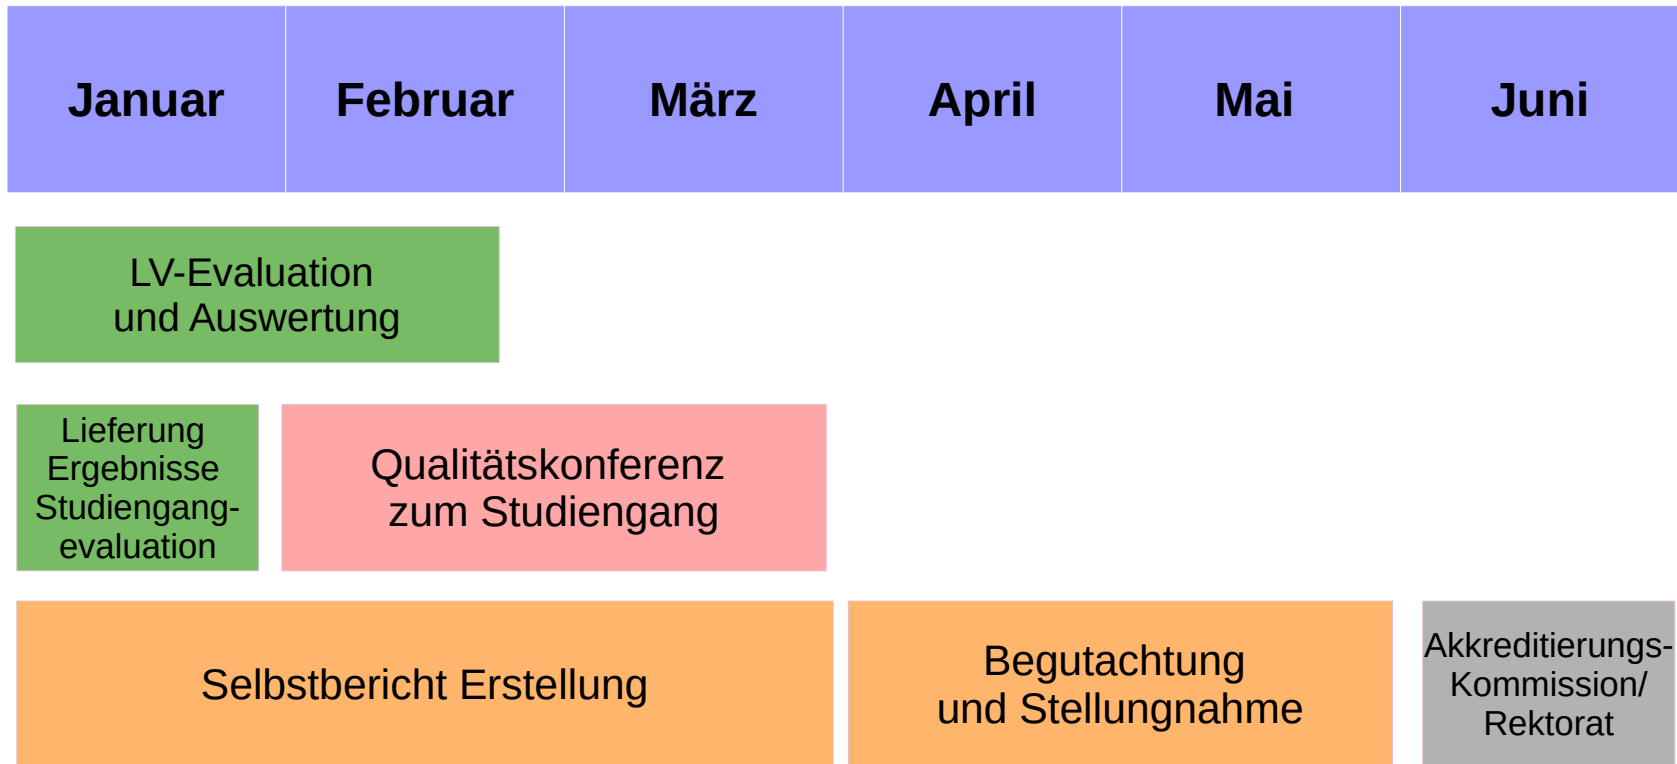 Januar Februar März April Mai Juni
LV-Evaluation
und Auswertung
Lieferung
Ergebnisse
Studiengang-
evaluation
Qualitätskonferenz
zum Studiengang
Selbstbericht Erstellung
Begutachtung
und Stellungnahme
Akkreditierungs-
Kommission/
Rektorat